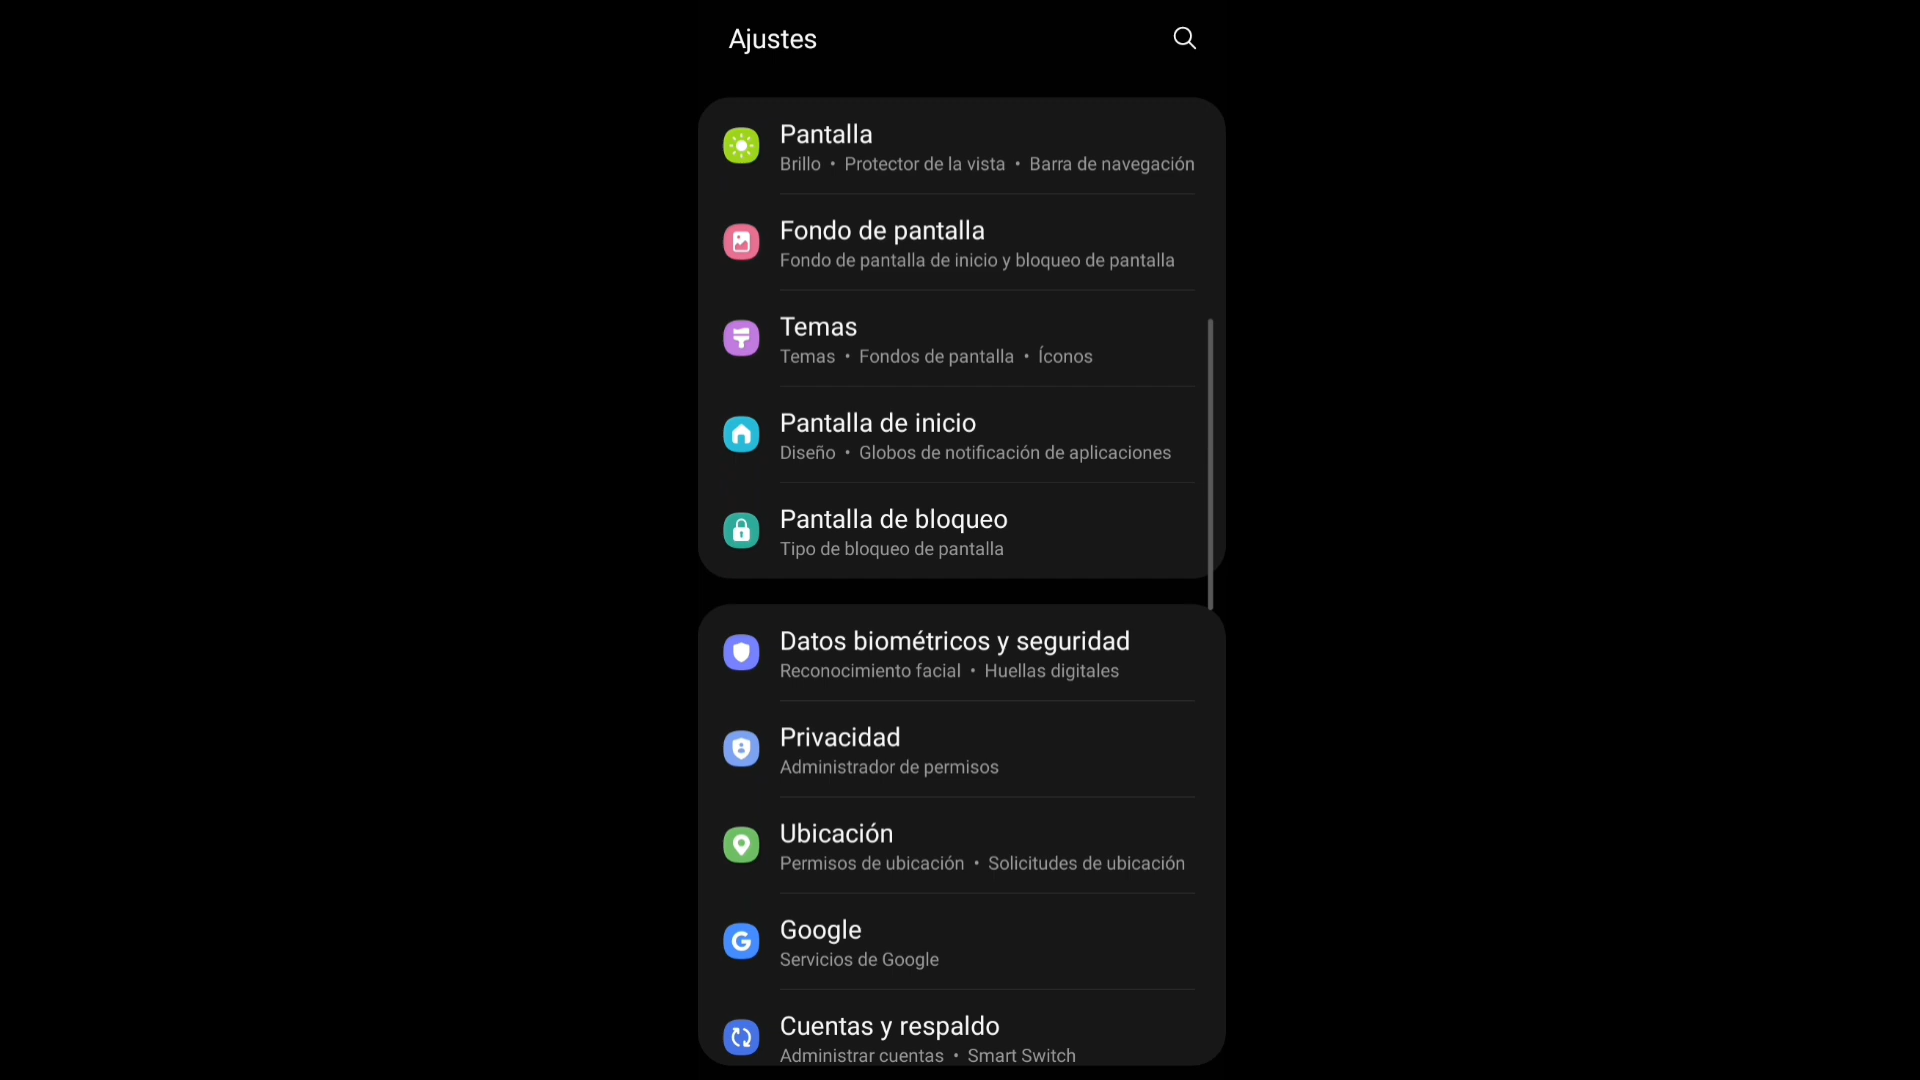 Ajustes
Pantalla
Brillo • Protector de la vista • Barra de navegación
Fondo de pantalla
Fondo de pantalla de inicio y bloqueo de pantalla
Temas
Temas • Fondos de pantalla • Íconos
Pantalla de inicio
Diseño • Globos de notificación de aplicaciones
Pantalla de bloqueo
Tipo de bloqueo de pantalla
Datos biométricos y seguridad
Reconocimiento facial • Huellas digitales
Privacidad
Administrador de permisos
Ubicación
Permisos de ubicación • Solicitudes de ubicación
Google
Servicios de Google
Cuentas y respaldo
Administrar cuentas • Smart Switch